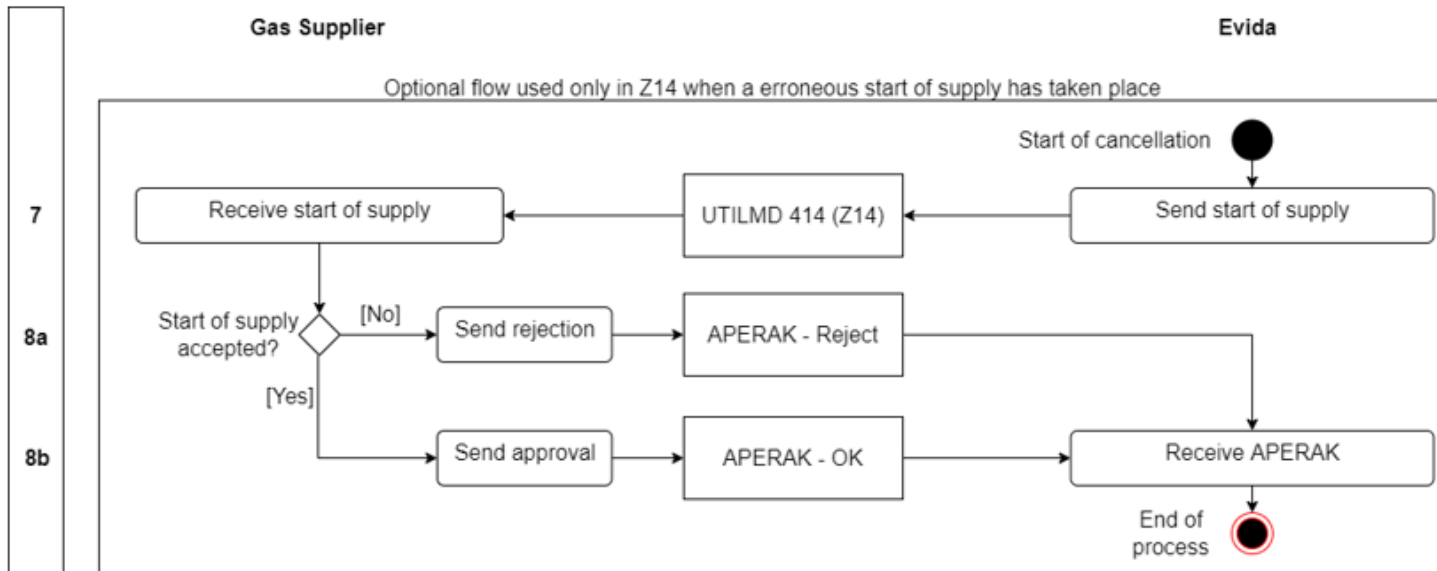 Gas Supplier
Evida
Optional flow used only in Z14 when a erroneous start of supply has taken place
Start of cancellation
7
Receive start of supply
UTILMD 414 (Z14)
Send start of supply
8a
Start of supply
accepted?
[No]
Send rejection
APERAK - Reject
[Yes]
8b
Send approval
APERAK - OK
Receive APERAK
End of
process